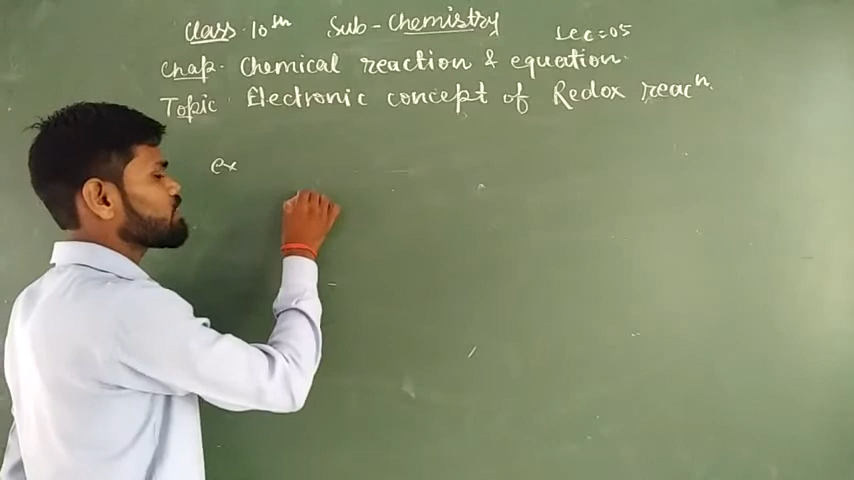 Class. 10th Sub - Chemistry Lec = 05
Chap. Chemical reaction & equation.
Topic Electronic concept of Redox reacn.
ex